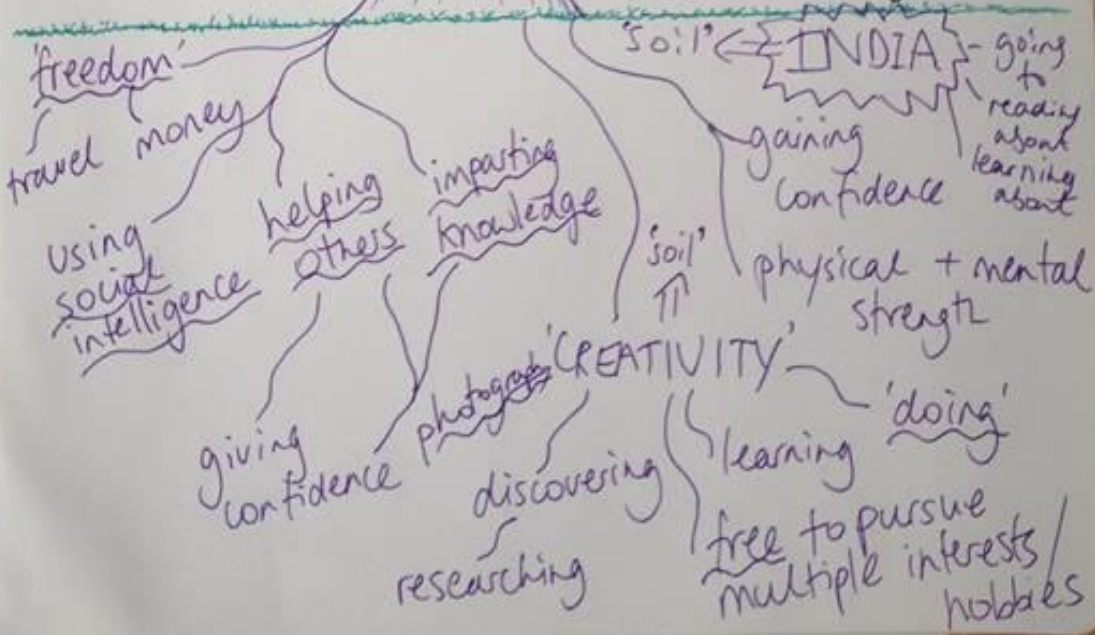 'freedom'
travel money
using
social
intelligence
helping
others
imparting
knowledge
giving
confidence
'soil' INDIA - going
to
reading
about
learning
about
gaining
confidence
physical + mental
strength
'soil'
'CREATIVITY'
discovering
researching
learning
'doing'
free to pursue
multiple interests/
hobbies